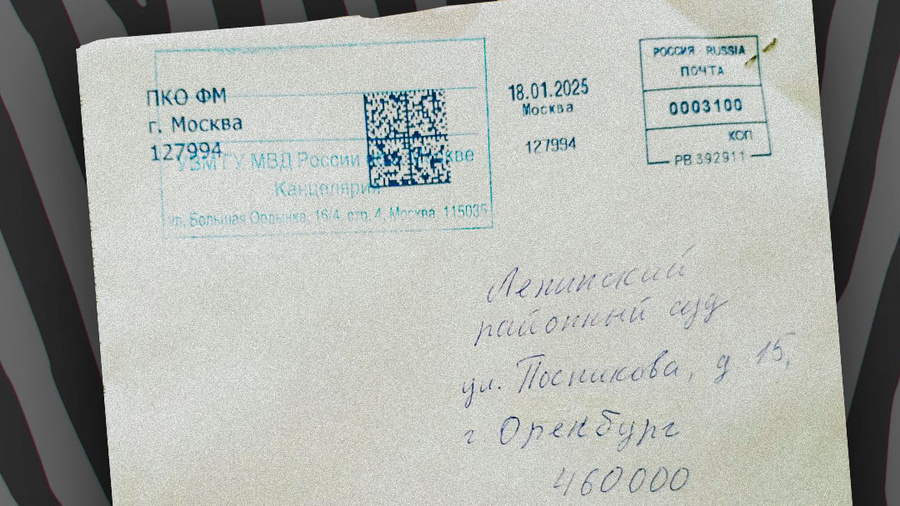 ПКО ФМ
г. Москва
127994
УВМ ГУ МВД России по г. Москве
Канцелярия
ул. Большая Ордынка, 16/4, стр. 4, Москва, 115035
18.01.2025
Москва
127994
РОССИЯ RUSSIA
ПОЧТА
0003100
КОП
РВ 392911
Ленинский
районный суд
ул. Постникова, д 15,
г Оренбург
460000